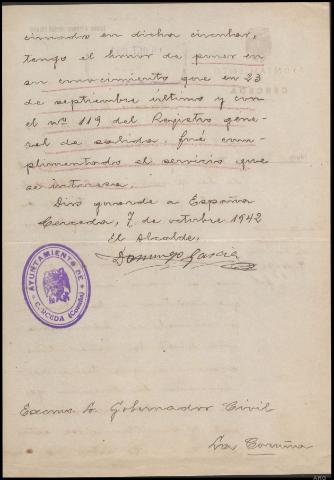 cionado en dicha circular,
tengo el honor de poner en
su conocimiento que en 23
de septiembre último y con
el nº 119 del Registro gene-
ral de salida, fué cum-
plimentado el servicio que
se interesa.
Dios guarde a España
Cerceda, 7 de octubre 1942
El Alcalde,
Domingo García
AYUNTAMIENTO DE
CERCEDA (Coruña)
Excmo Sr. Gobernador Civil
La Coruña